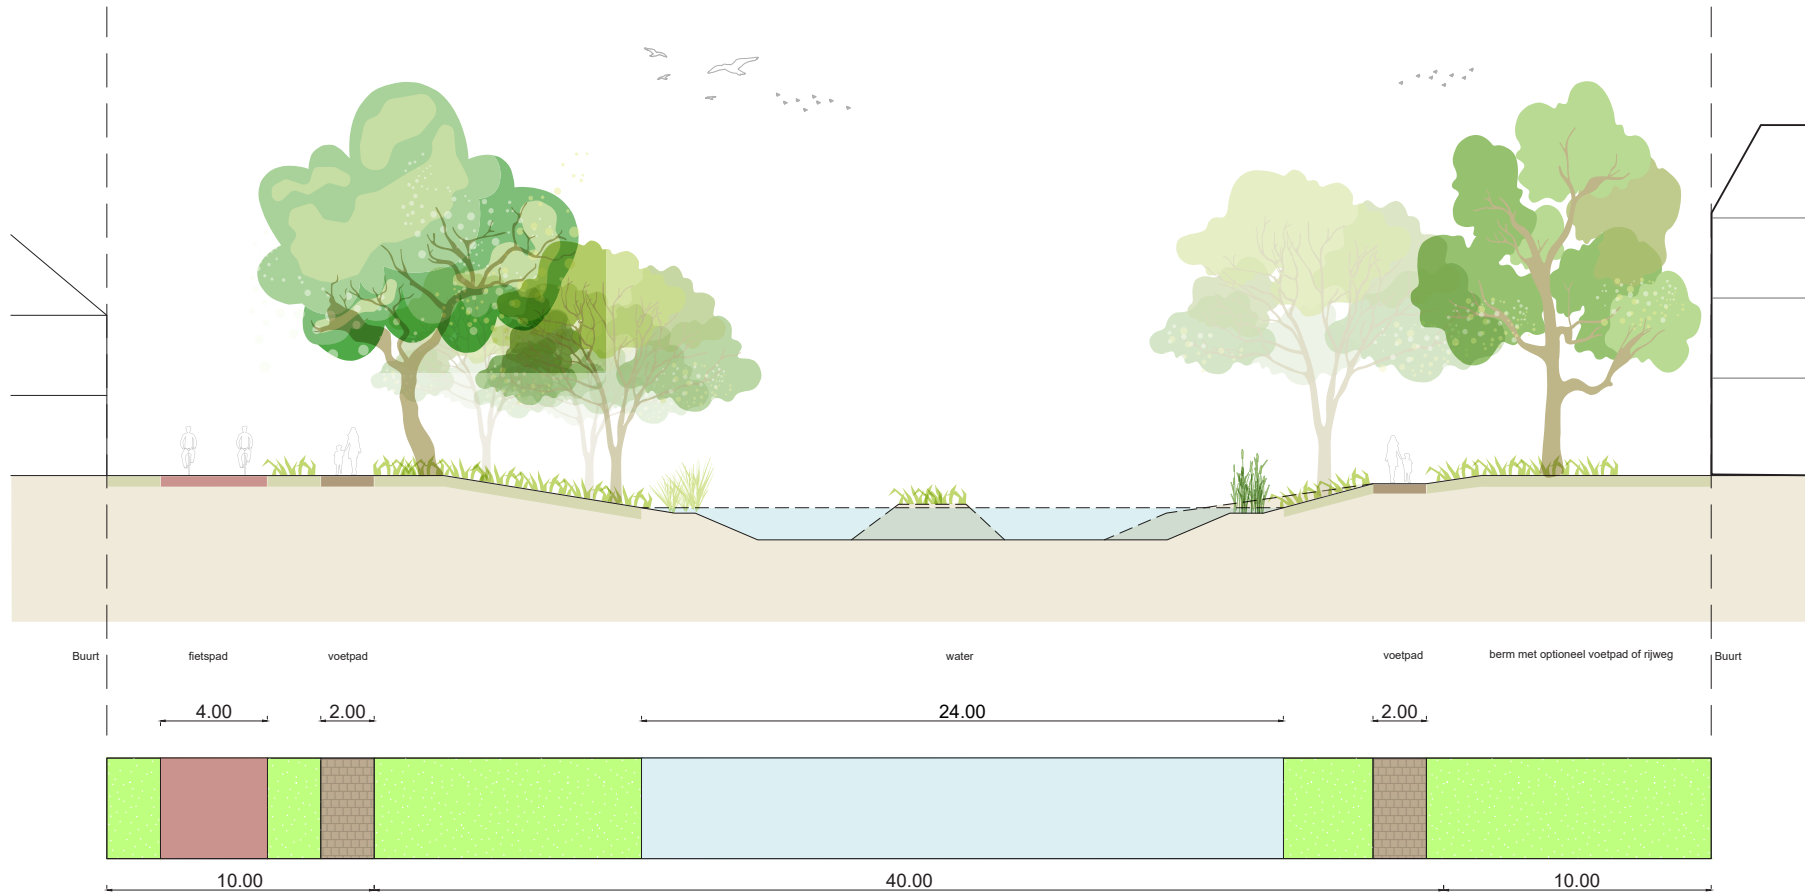 Buurt fietspad voetpad water voetpad berm met optioneel voetpad of rijweg Buurt
4.00 2.00 24.00 2.00
10.00 40.00 10.00